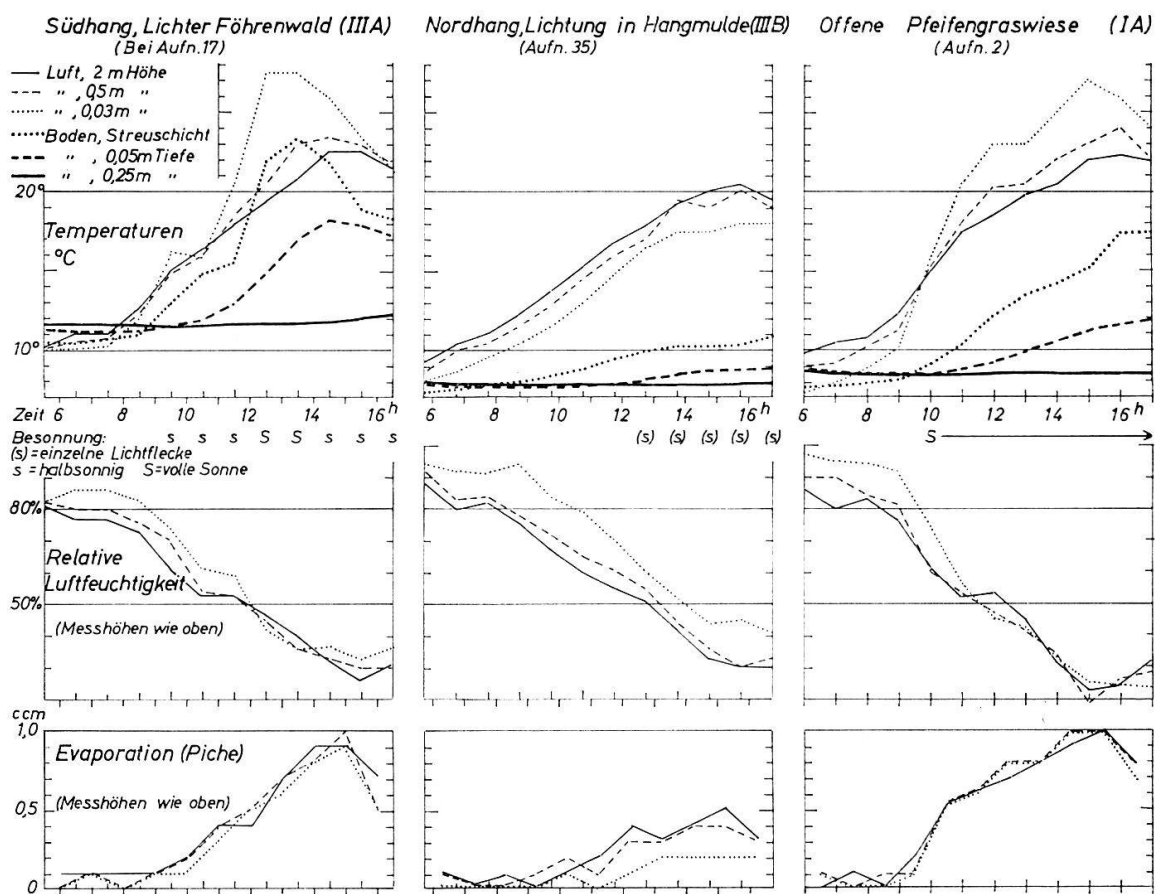 Südhang, Lichter Föhrenwald (IIIA)
(Bei Aufn.17)
Nordhang, Lichtung in Hangmulde (IIIB)
(Aufn. 35)
Offene Pfeifengraswiese (IA)
(Aufn. 2)
Luft, 2 m Höhe
" , 0,5 m "
" , 0,03 m "
Boden, Streuschicht
" , 0,05m Tiefe
" , 0,25m "
20°
Temperaturen
°C
10°
Zeit 6 8 10 12 14 16 h
6 8 10 12 14 16 h
6 8 10 12 14 16 h
Besonnung: s s s S S s s s
(s) (s) (s) (s) (s)
S
(s)=einzelne Lichtflecke
s=halbsonnig S=volle Sonne
80%
Relative
Luftfeuchtigkeit
50%
(Messhöhen wie oben)
ccm
1,0
Evaporation (Piche)
(Messhöhen wie oben)
0,5
0